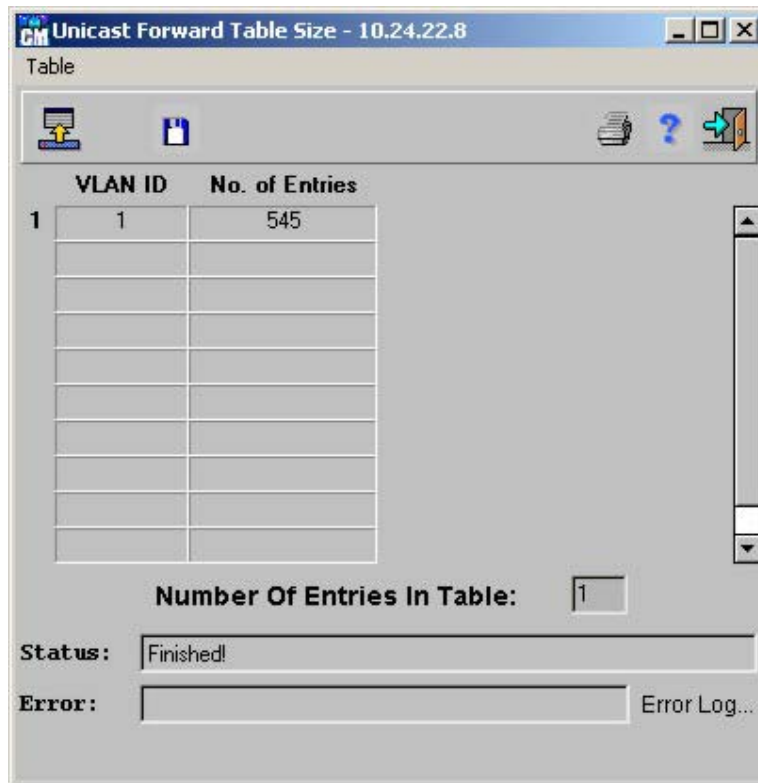 CM Unicast Forward Table Size - 10.24.22.8
Table
VLAN ID No. of Entries
1 1 545
Number Of Entries In Table: 1
Status: Finished!
Error: Error Log...